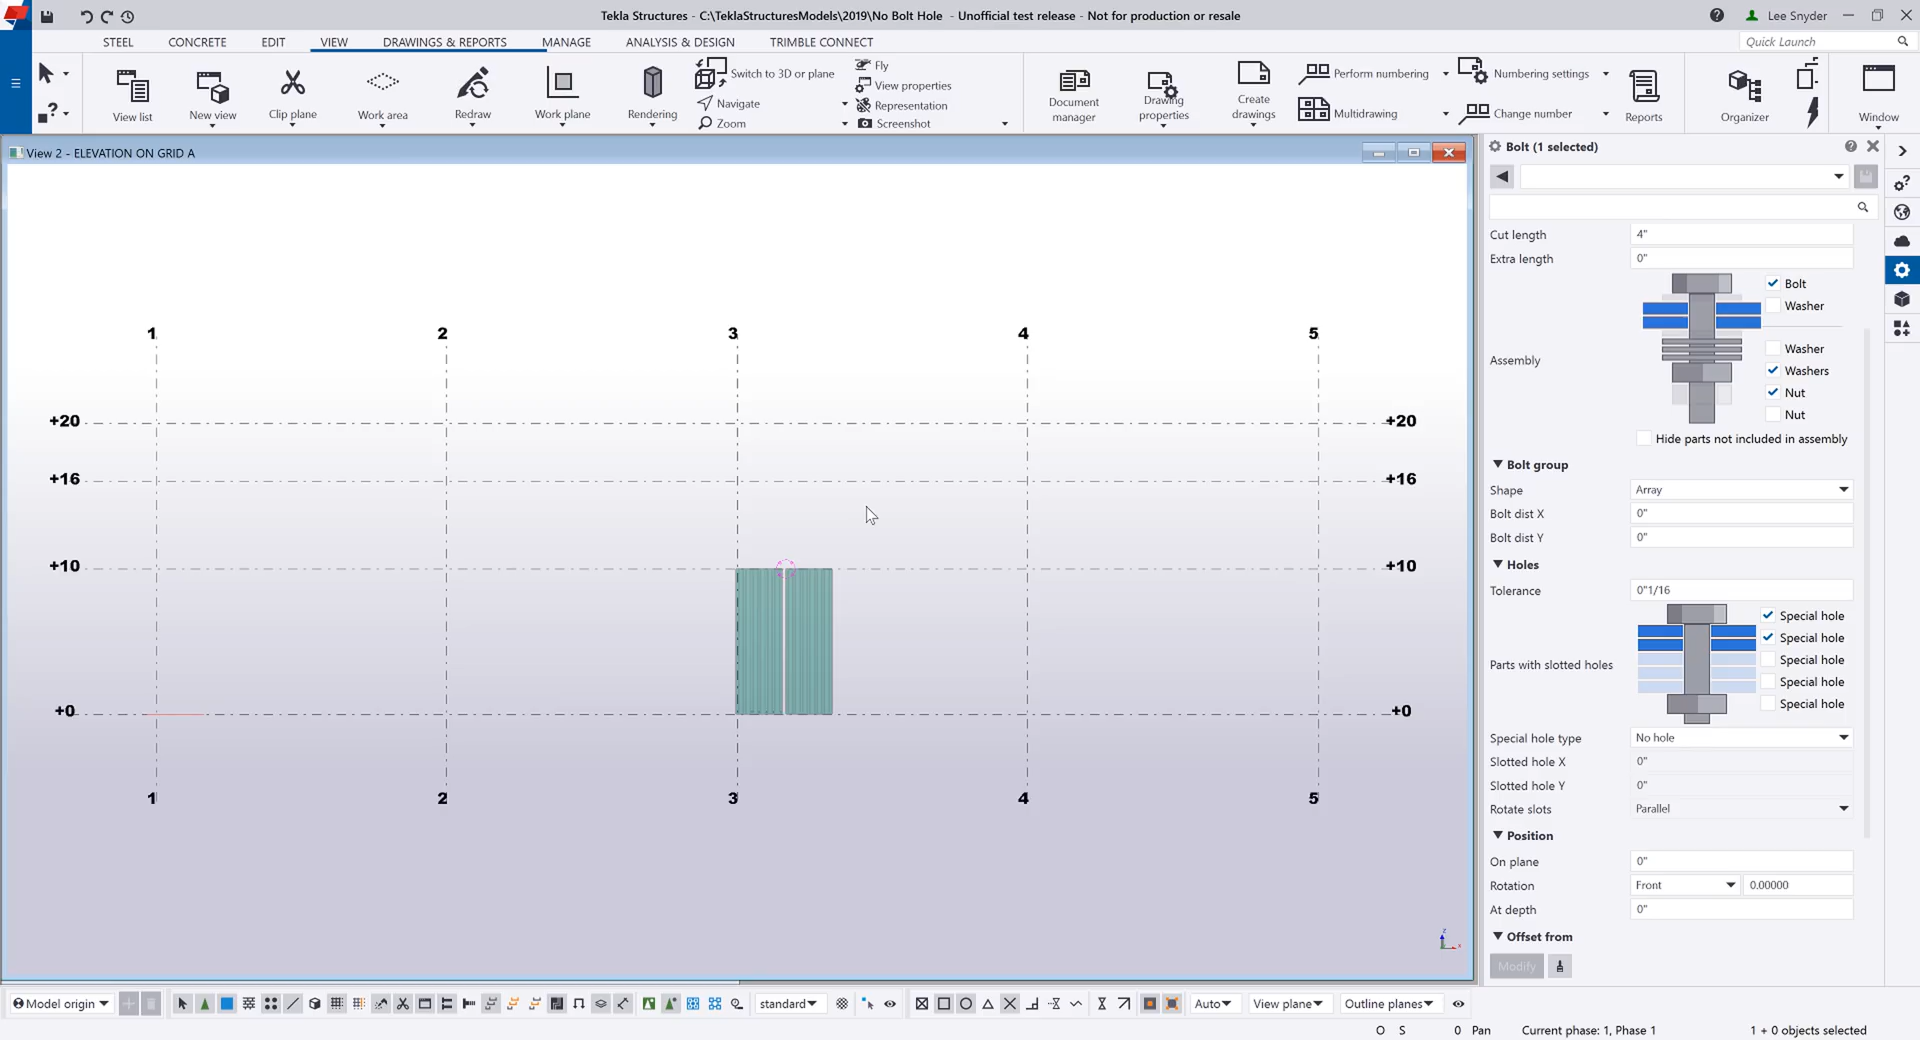 Tekla Structures - C:\TeklaStructuresModels\2019\No Bolt Hole - Unofficial test release - Not for production or resale
Lee Snyder
STEEL CONCRETE EDIT VIEW DRAWINGS & REPORTS MANAGE ANALYSIS & DESIGN TRIMBLE CONNECT
Quick Launch
View list
New view
Clip plane
Work area
Redraw
Work plane
Rendering
Switch to 3D or plane
Navigate
Zoom
Fly
View properties
Representation
Screenshot
Document manager
Drawing properties
Create drawings
Perform numbering
Multidrawing
Numbering settings
Change number
Reports
Organizer
Window
View 2 - ELEVATION ON GRID A
1 2 3 4 5
+20 +20
+16 +16
+10 +10
+0 +0
1 2 3 4 5
Bolt (1 selected)
Cut length 4"
Extra length 0"
Bolt
Washer
Assembly
Washer
Washers
Nut
Nut
Hide parts not included in assembly
Bolt group
Shape Array
Bolt dist X 0"
Bolt dist Y 0"
Holes
Tolerance 0"1/16
Special hole
Special hole
Parts with slotted holes
Special hole
Special hole
Special hole
Special hole type No hole
Slotted hole X 0"
Slotted hole Y 0"
Rotate slots Parallel
Position
On plane 0"
Rotation Front 0.00000
At depth 0"
Offset from
Modify
Model origin standard Auto View plane Outline planes
O S 0 Pan Current phase: 1, Phase 1 1 + 0 objects selected